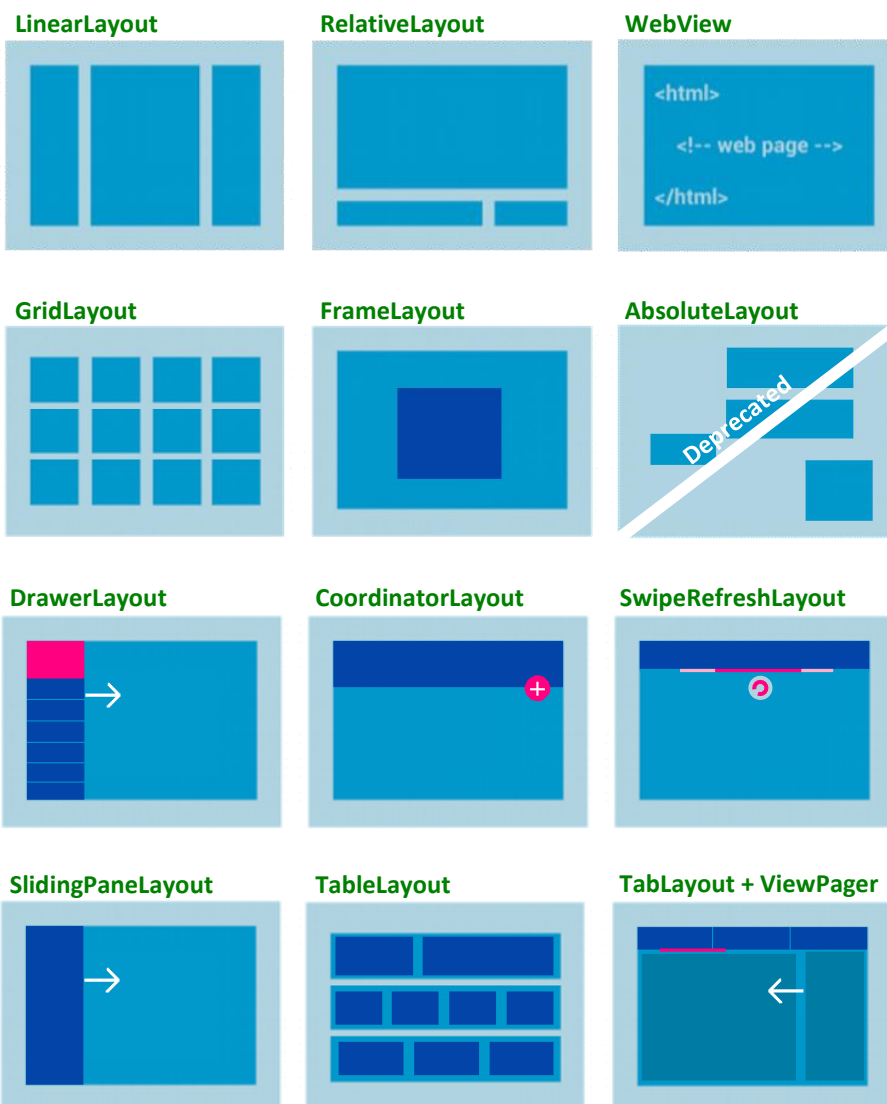 LinearLayout
RelativeLayout
WebView
<html>
<!-- web page -->
</html>
GridLayout
FrameLayout
AbsoluteLayout
Deprecated
DrawerLayout
CoordinatorLayout
SwipeRefreshLayout
SlidingPaneLayout
TableLayout
TabLayout + ViewPager